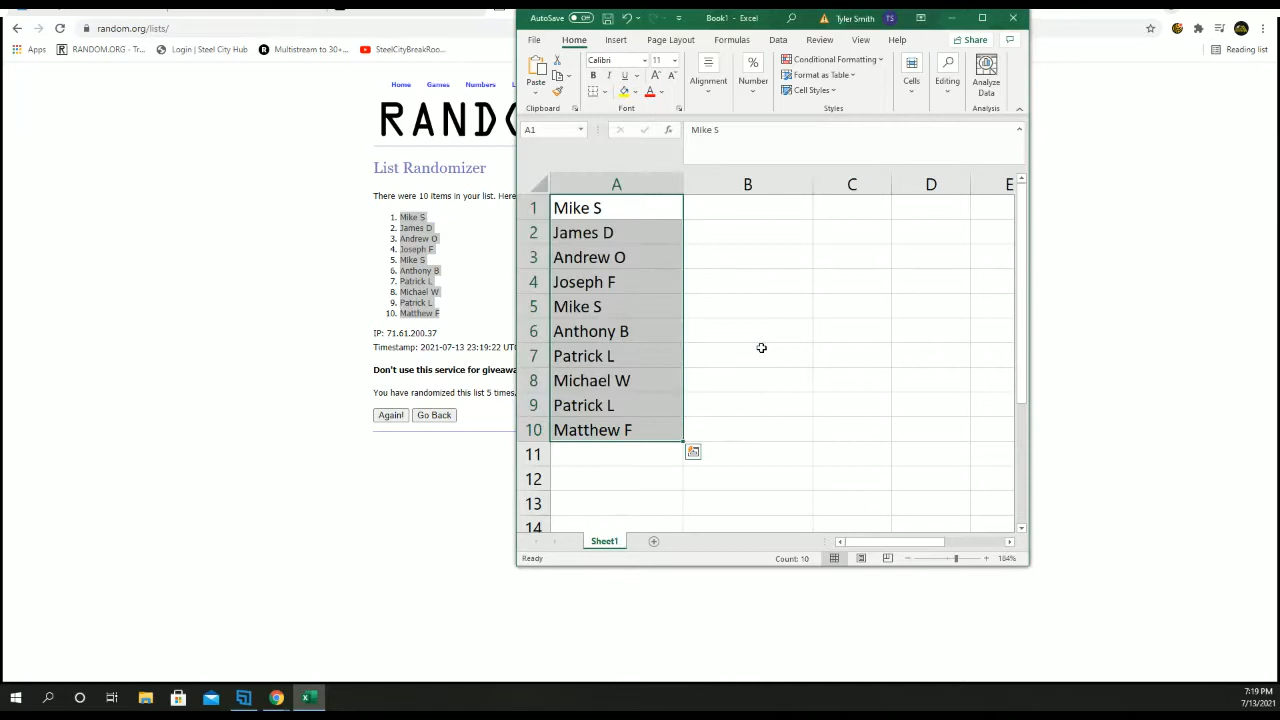 AutoSave Off
Book1 - Excel
Tyler Smith
TS
random.org/lists/
Apps
RANDOM.ORG - Tr...
Login | Steel City Hub
Multistream to 30+...
SteelCityBreakRoo...
Reading list
File
Home
Insert
Page Layout
Formulas
Data
Review
View
Help
Share
Paste
Clipboard
Calibri
11
Font
Alignment
Number
Conditional Formatting
Format as Table
Cell Styles
Styles
Cells
Editing
Analyze Data
Analysis
A1
fx
Mike S
Home
Games
Numbers
L
RANDO
List Randomizer
There were 10 items in your list. Here
1. Mike S
2. James D
3. Andrew O
4. Joseph F
5. Mike S
6. Anthony B
7. Patrick L
8. Michael W
9. Patrick L
10. Matthew F
IP: 71.61.200.37
Timestamp: 2021-07-13 23:19:22 UTC
Don't use this service for giveawa
You have randomized this list 5 times.
Again!
Go Back
A B C D E
1 Mike S
2 James D
3 Andrew O
4 Joseph F
5 Mike S
6 Anthony B
7 Patrick L
8 Michael W
9 Patrick L
10 Matthew F
11
12
13
14
Sheet1
Ready
Count: 10
184%
7:19 PM
7/13/2021